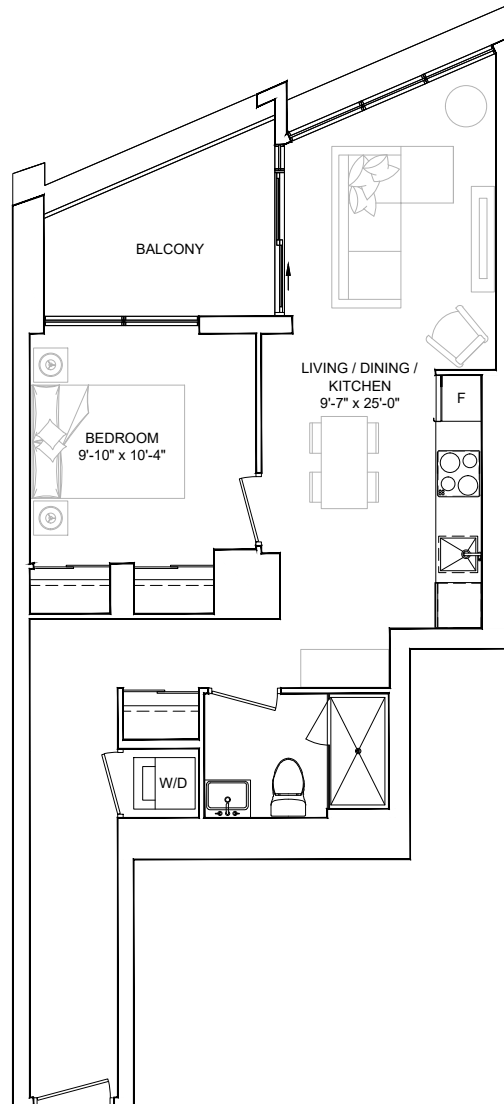 BALCONY
LIVING / DINING /
KITCHEN
9'-7" x 25'-0"
F
BEDROOM
9'-10" x 10'-4"
W/D